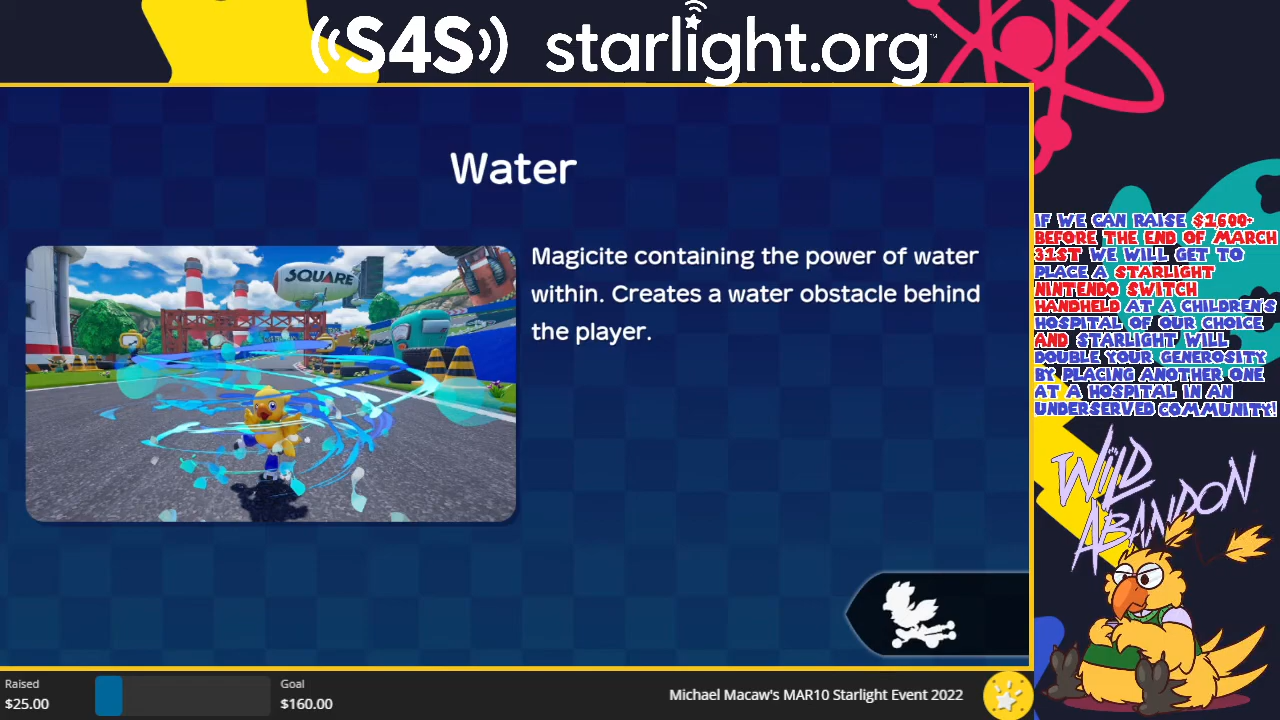 S4S starlight.org™
Water
SQUARE
Magicite containing the power of water
within. Creates a water obstacle behind
the player.
IF WE CAN RAISE $1600+
BEFORE THE END OF MARCH
31ST WE WILL GET TO
PLACE A STARLIGHT
NINTENDO SWITCH
HANDHELD AT A CHILDREN'S
HOSPITAL OF OUR CHOICE
AND STARLIGHT WILL
DOUBLE YOUR GENEROSITY
BY PLACING ANOTHER ONE
AT A HOSPITAL IN AN
UNDERSERVED COMMUNITY!
WILD
ABANDON
Raised
$25.00
Goal
$160.00
Michael Macaw's MAR10 Starlight Event 2022